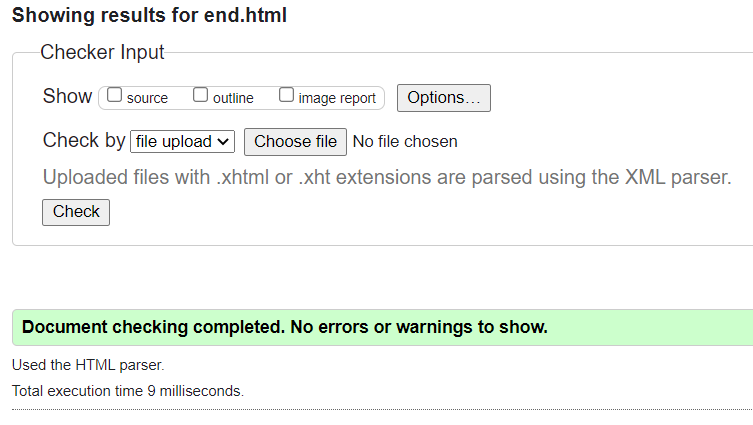 Showing results for end.html
Checker Input
Show source outline image report Options...
Check by file upload Choose file No file chosen
Uploaded files with .xhtml or .xht extensions are parsed using the XML parser.
Check
Document checking completed. No errors or warnings to show.
Used the HTML parser.
Total execution time 9 milliseconds.